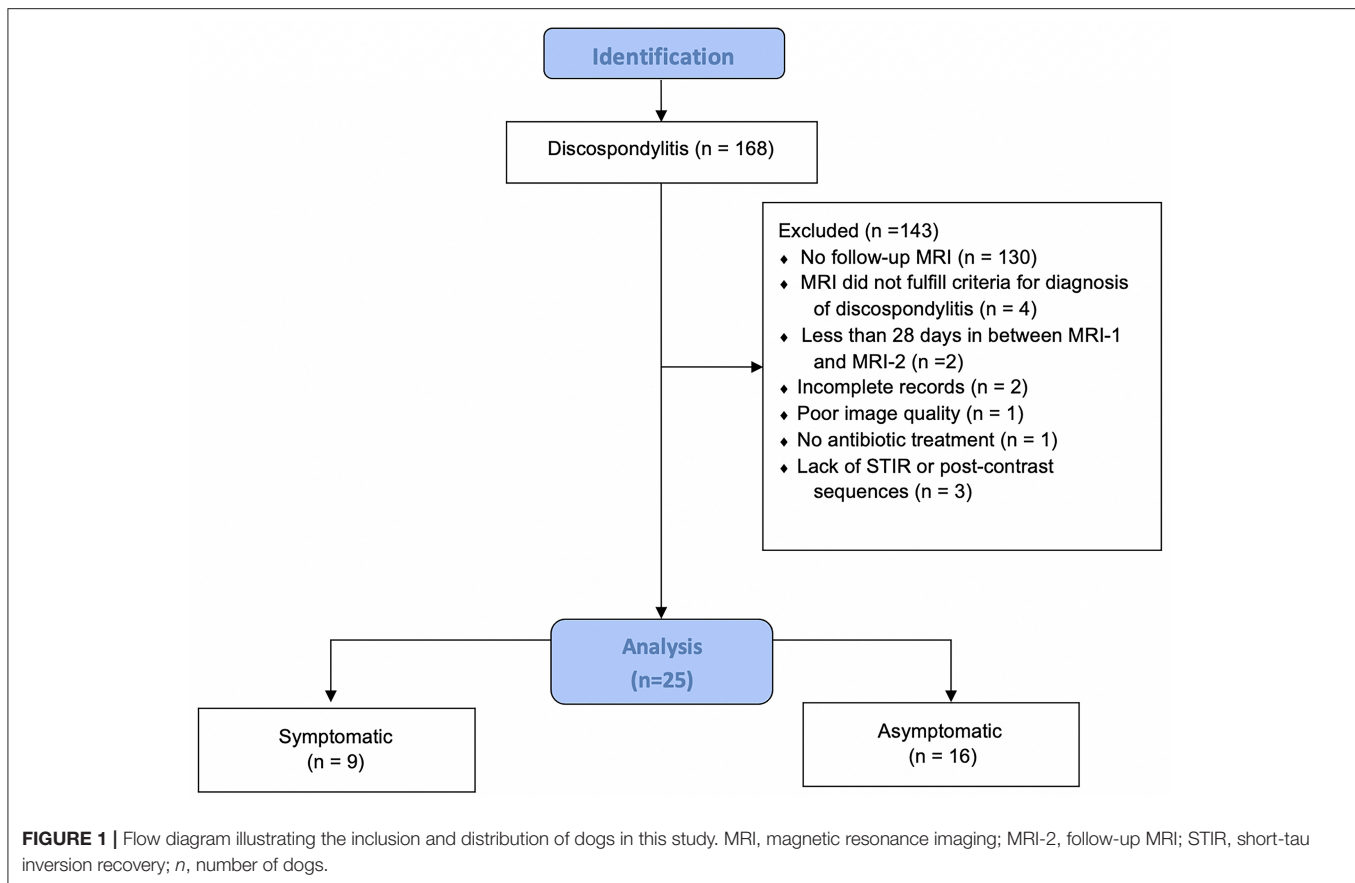 Identification
Discospondylitis (n = 168)
Excluded (n =143)
♦ No follow-up MRI (n = 130)
♦ MRI did not fulfill criteria for diagnosis
of discospondylitis (n = 4)
♦ Less than 28 days in between MRI-1
and MRI-2 (n =2)
♦ Incomplete records (n = 2)
♦ Poor image quality (n = 1)
♦ No antibiotic treatment (n = 1)
♦ Lack of STIR or post-contrast
sequences (n = 3)
Analysis
(n=25)
Symptomatic
(n = 9)
Asymptomatic
(n = 16)
FIGURE 1 | Flow diagram illustrating the inclusion and distribution of dogs in this study. MRI, magnetic resonance imaging; MRI-2, follow-up MRI; STIR, short-tau
inversion recovery; n, number of dogs.